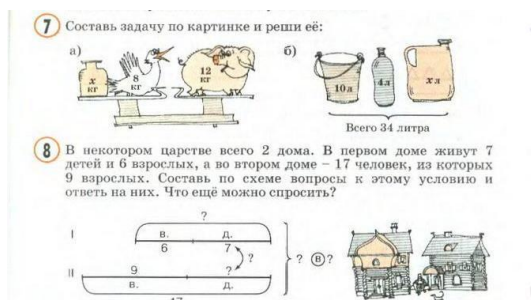 7 Составь задачу по картинке и реши её:
а)
х кг
8 кг
12 кг
б)
10 л
4 л
х л
Всего 34 литра
8 В некотором царстве всего 2 дома. В первом доме живут 7
детей и 6 взрослых, а во втором доме – 17 человек, из которых
9 взрослых. Составь по схеме вопросы к этому условию и
ответь на них. Что ещё можно спросить?
?
I в. д.
6 7
? ? В ?
II 9 ?
в. д.